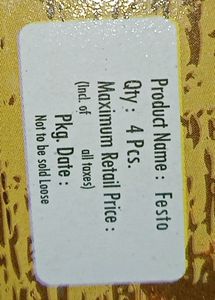 Product Name : Festo
Qty : 4 Pcs.
Maximum Retail Price :
(Incl. of all taxes)
Pkg. Date :
Not to be sold Loose